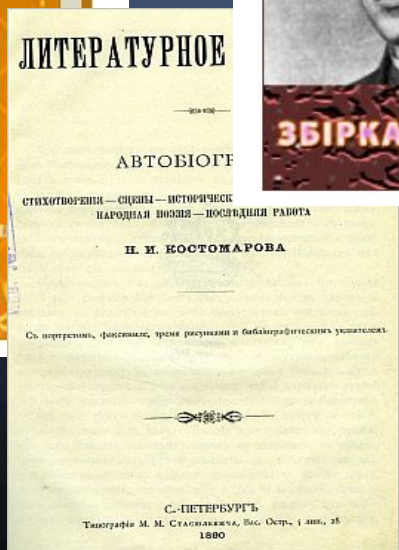 ЛИТЕРАТУРНОЕ
АВТОБІОГР
СТИХОТВОРЕНІЯ — СЦЕНЫ — ИСТОРИЧЕСК
НАРОДНАЯ ПОЭЗІЯ — ПОСЛѢДНЯЯ РАБОТА
Н. И. КОСТОМАРОВА
Съ портретомъ, факсимиле, тремя рисунками и библіографическимъ указателемъ
С.-ПЕТЕРБУРГЪ
Типографія М. М. Стасюлевича, Вас. Остр., 5 лин., 28
1890
ЗБІРКА